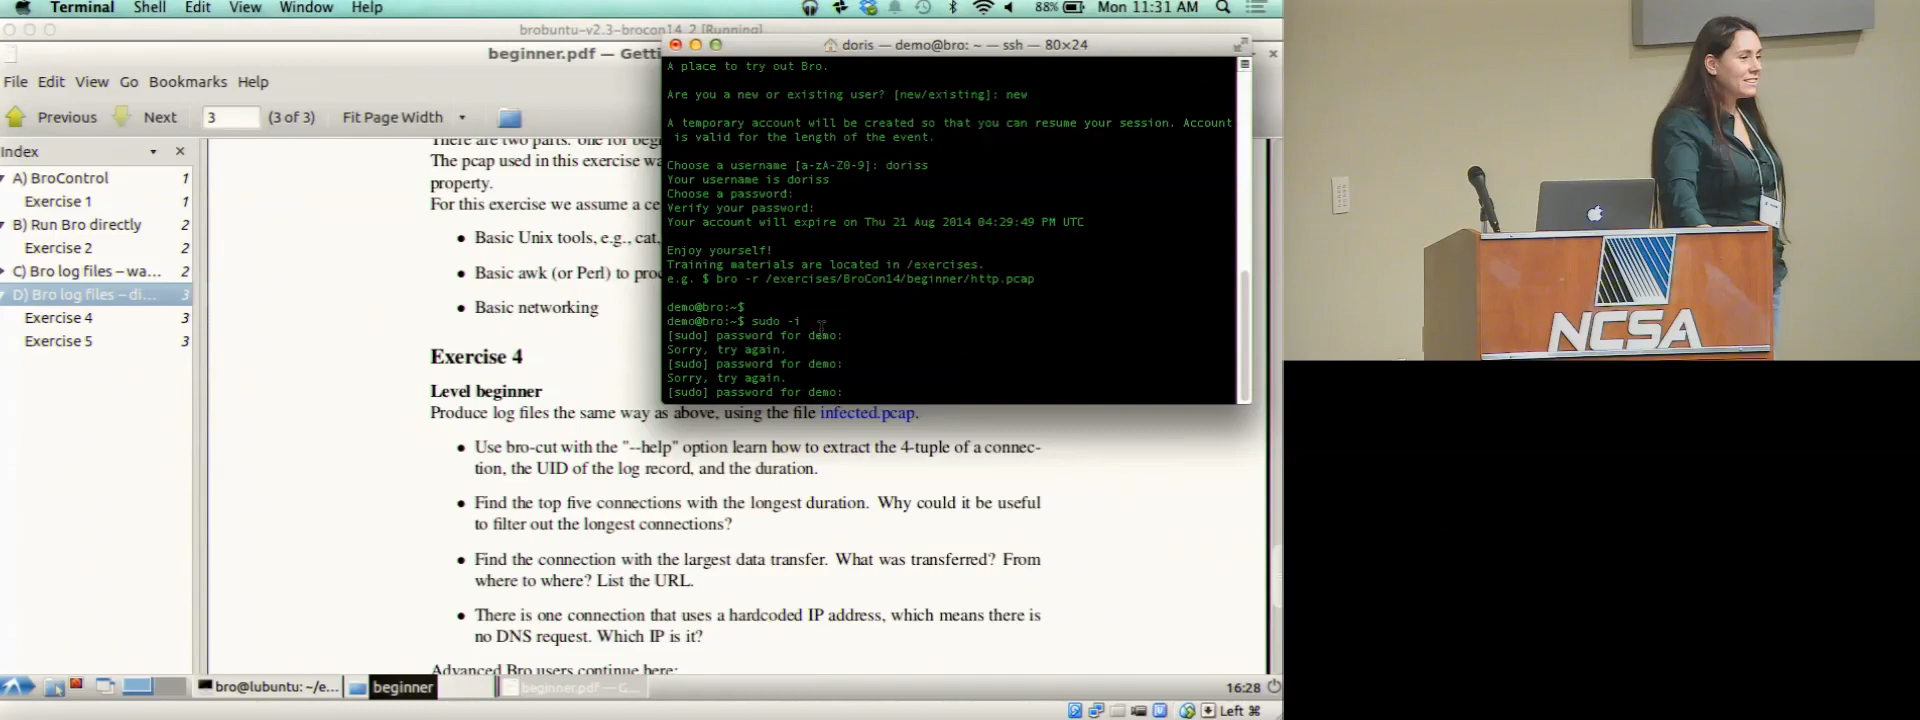 Terminal Shell Edit View Window Help
88% Mon 11:31 AM
brobuntu-v2.3-brocon14_2 [Running]
beginner.pdf — Getti
File Edit View Go Bookmarks Help
Previous Next 3 (3 of 3) Fit Page Width
Index
A) BroControl 1
Exercise 1 1
B) Run Bro directly 2
Exercise 2 2
C) Bro log files – wa... 2
D) Bro log files – di... 3
Exercise 4 3
Exercise 5 3
There are two parts: one for beg
The pcap used in this exercise wa
property.
For this exercise we assume a ce
• Basic Unix tools, e.g., cat,
• Basic awk (or Perl) to pro
• Basic networking
Exercise 4
Level beginner
Produce log files the same way as above, using the file infected.pcap.
• Use bro-cut with the "--help" option learn how to extract the 4-tuple of a connec-
tion, the UID of the log record, and the duration.
• Find the top five connections with the longest duration. Why could it be useful
to filter out the longest connections?
• Find the connection with the largest data transfer. What was transferred? From
where to where? List the URL.
• There is one connection that uses a hardcoded IP address, which means there is
no DNS request. Which IP is it?
Advanced Bro users continue here:
doris — demo@bro: ~ — ssh — 80×24
A place to try out Bro.
Are you a new or existing user? [new/existing]: new
A temporary account will be created so that you can resume your session. Account
is valid for the length of the event.
Choose a username [a-zA-Z0-9]: doriss
Your username is doriss
Choose a password:
Verify your password:
Your account will expire on Thu 21 Aug 2014 04:29:49 PM UTC
Enjoy yourself!
Training materials are located in /exercises.
e.g. $ bro -r /exercises/BroCon14/beginner/http.pcap
demo@bro:~$
demo@bro:~$ sudo -i
[sudo] password for demo:
Sorry, try again.
[sudo] password for demo:
Sorry, try again.
[sudo] password for demo:
bro@lubuntu: ~/e... beginner beginner.pdf – G... 16:28
Left ⌘
NCSA